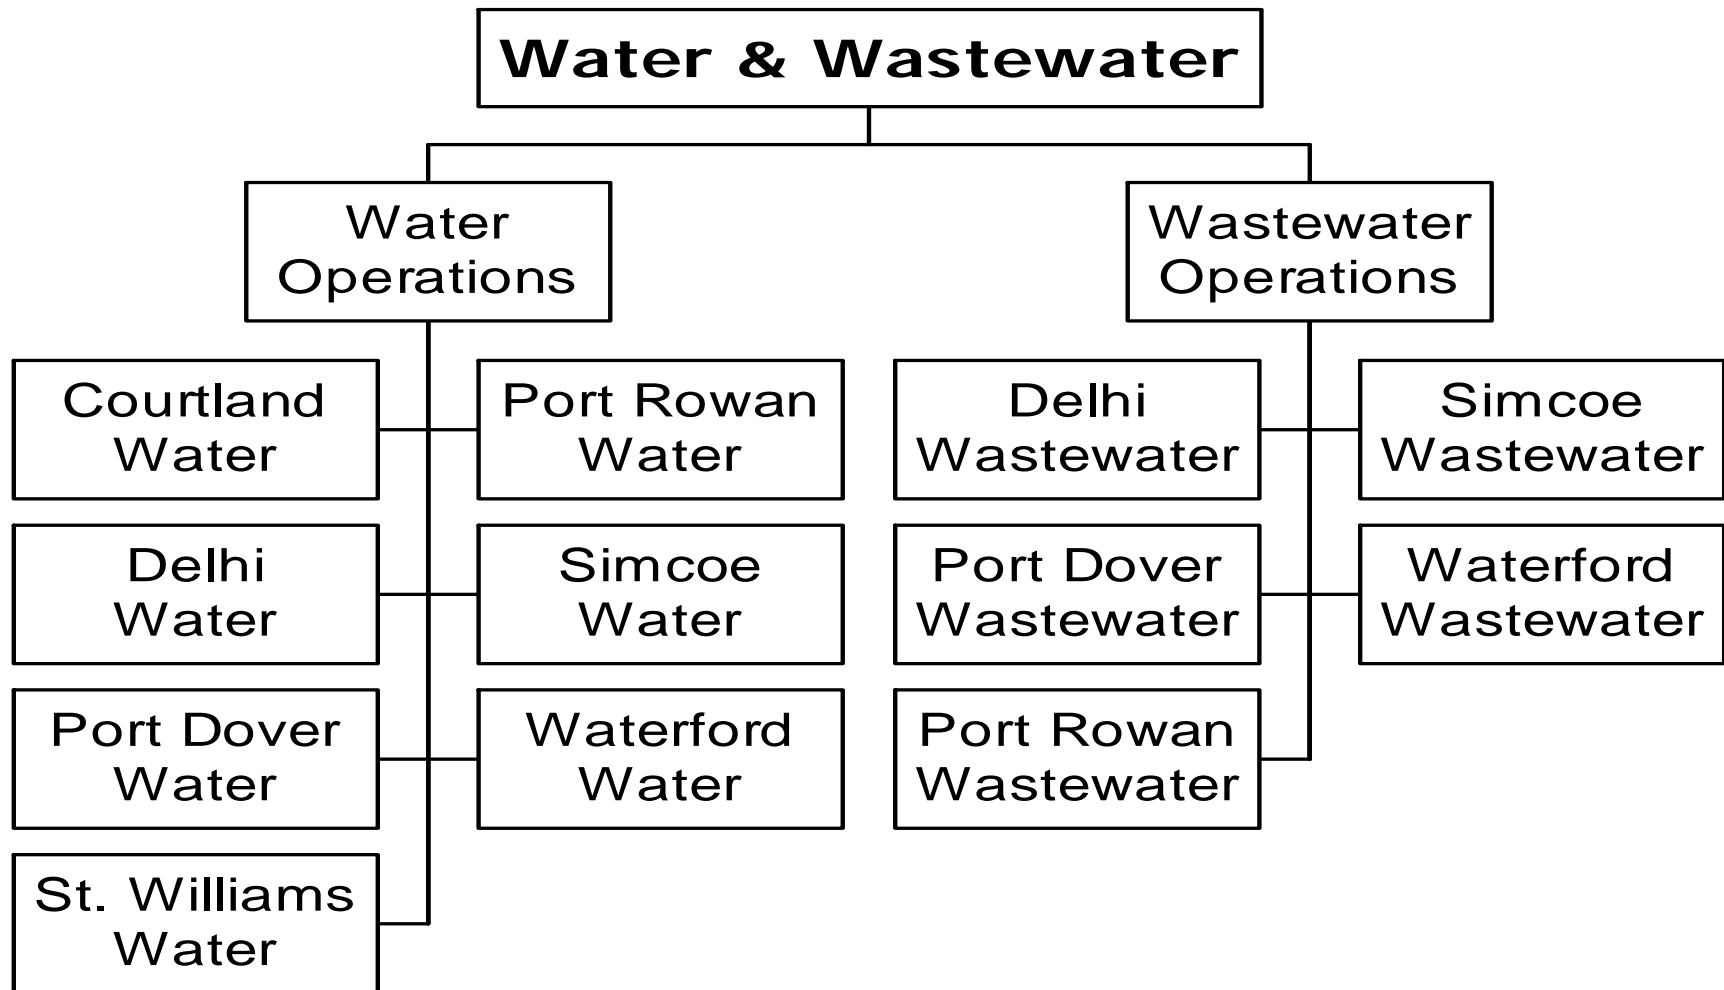 Water & Wastewater
Water
Operations
Wastewater
Operations
Courtland
Water
Port Rowan
Water
Delhi
Wastewater
Simcoe
Wastewater
Delhi
Water
Simcoe
Water
Port Dover
Wastewater
Waterford
Wastewater
Port Dover
Water
Waterford
Water
Port Rowan
Wastewater
St. Williams
Water